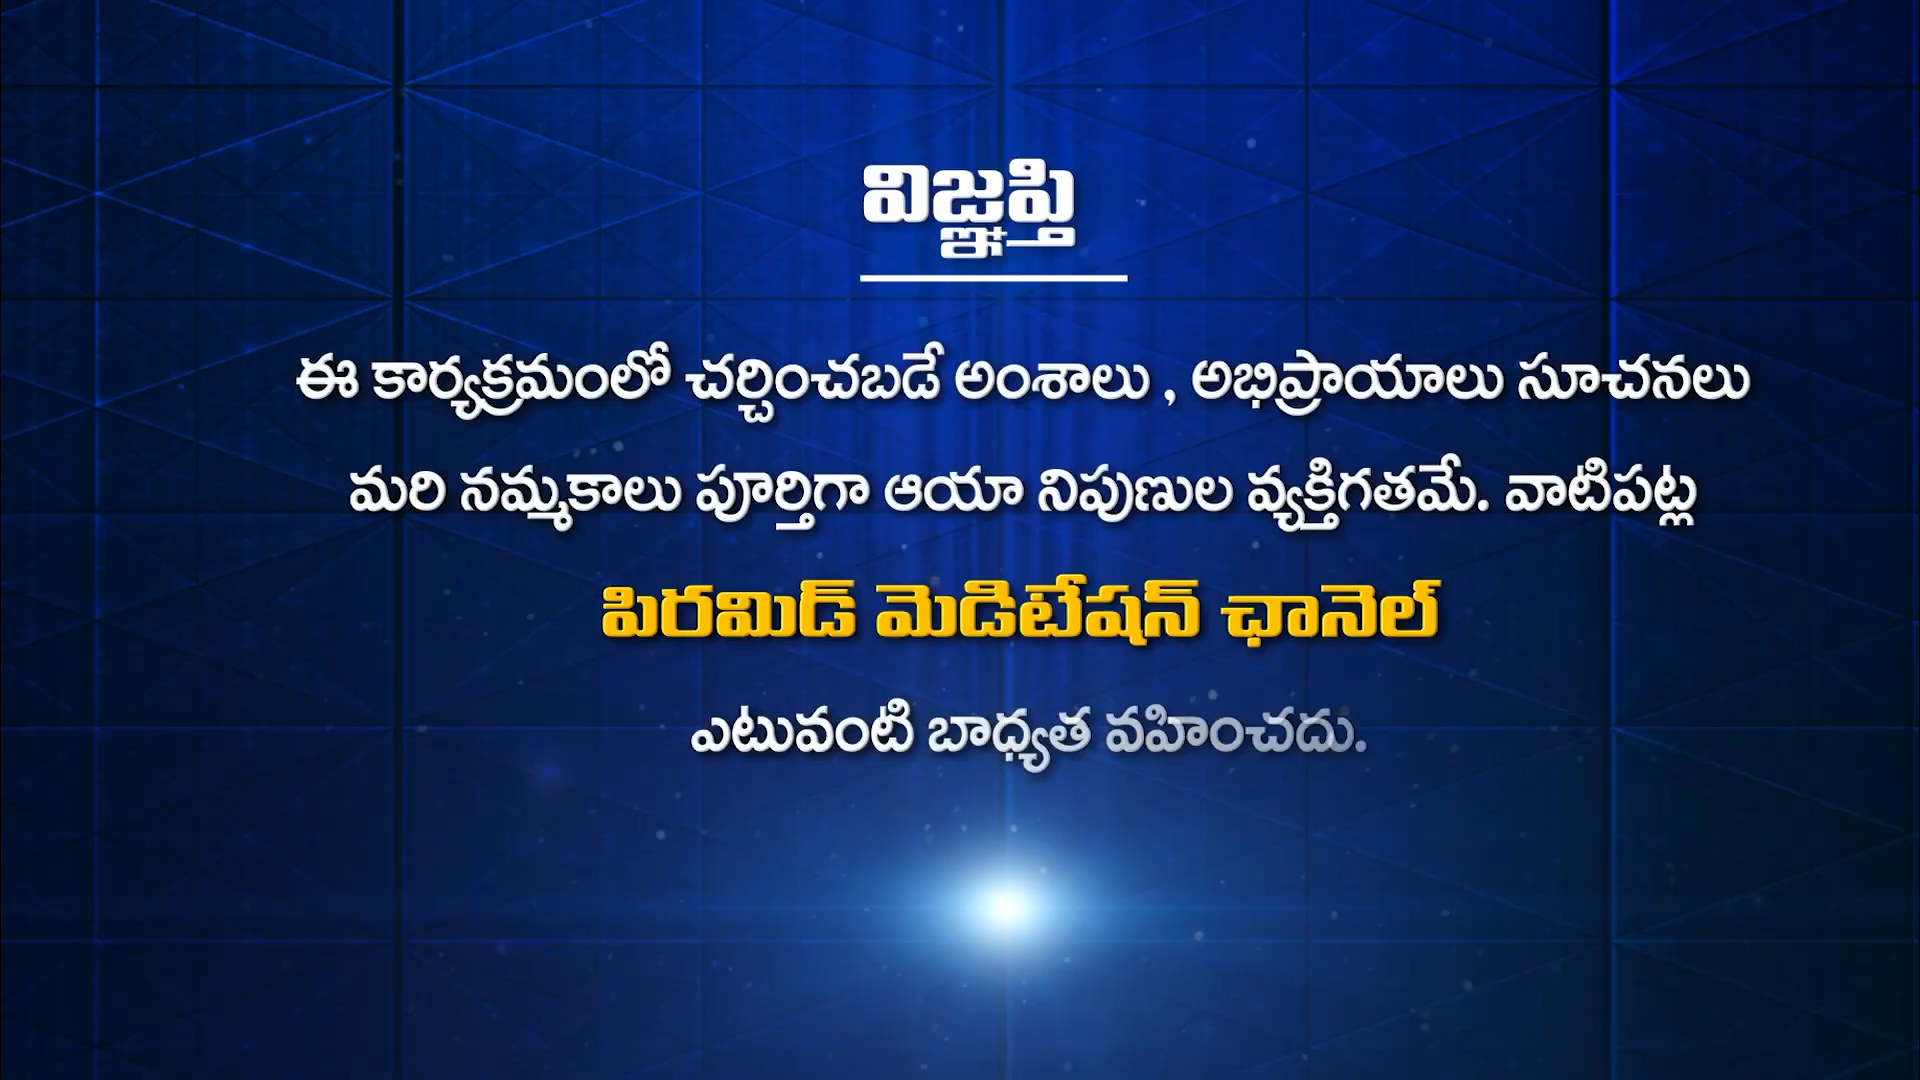 విజ్ఞప్తి
ఈ కార్యక్రమంలో చర్చించబడే అంశాలు , అభిప్రాయాలు సూచనలు
మరి నమ్మకాలు పూర్తిగా ఆయా నిపుణుల వ్యక్తిగతమే. వాటిపట్ల
పిరమిడ్ మెడిటేషన్ ఛానెల్
ఎటువంటి బాధ్యత వహించదు.